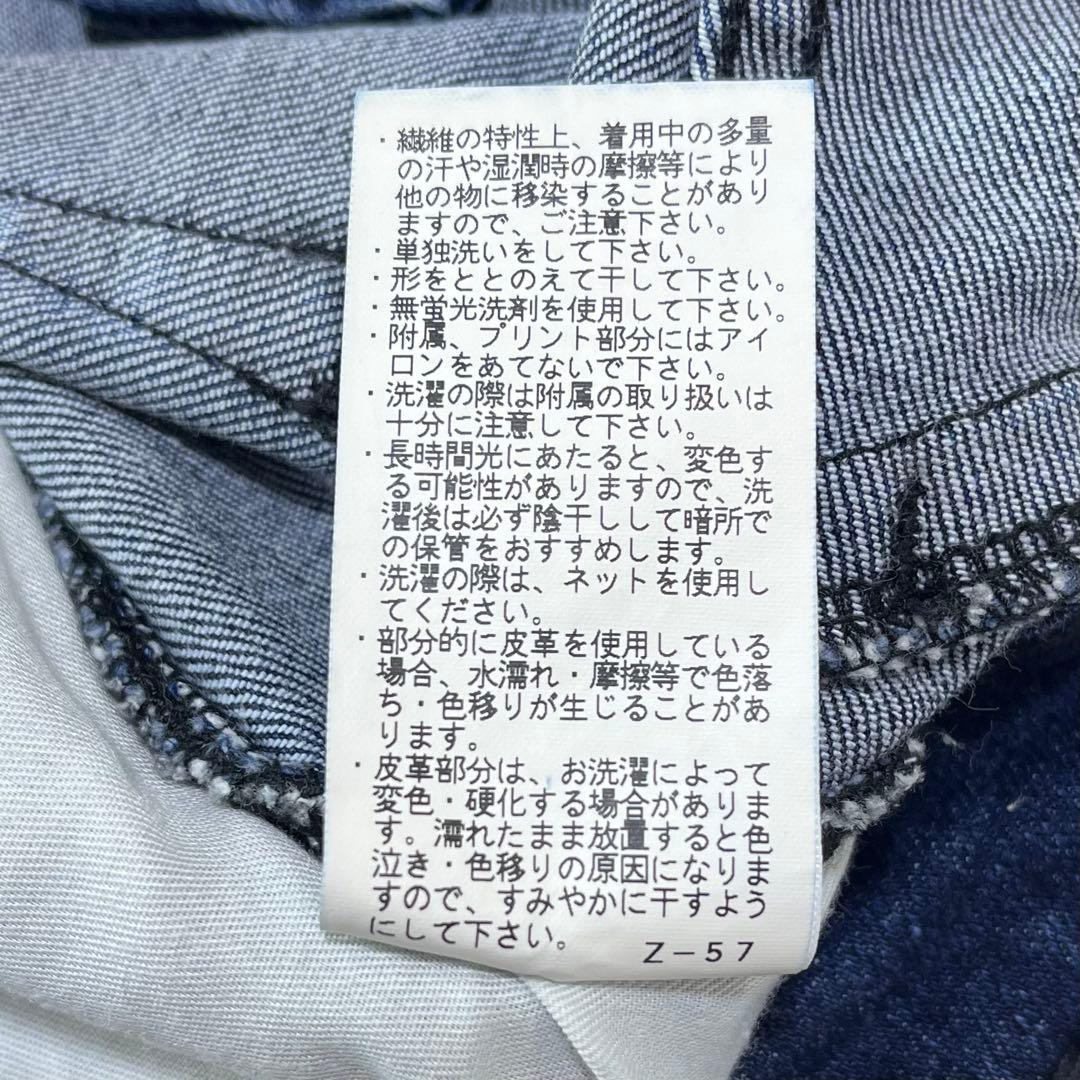 ・繊維の特性上、着用中の多量
の汗や湿潤時の摩擦等により
他の物に移染することがあり
ますので、ご注意下さい。
・単独洗いをして下さい。
・形をととのえて干して下さい。
・無蛍光洗剤を使用して下さい。
・附属、プリント部分にはアイ
ロンをあてないで下さい。
・洗濯の際は附属の取り扱いは
十分に注意して下さい。
・長時間光にあたると、変色す
る可能性がありますので、洗
濯後は必ず陰干しして暗所で
の保管をおすすめします。
・洗濯の際は、ネットを使用し
てください。
・部分的に皮革を使用している
場合、水濡れ・摩擦等で色落
ち・色移りが生じることがあ
ります。
・皮革部分は、お洗濯によって
変色・硬化する場合がありま
す。濡れたまま放置すると色
泣き・色移りの原因になりま
すので、すみやかに干すよう
にして下さい。
Z-57